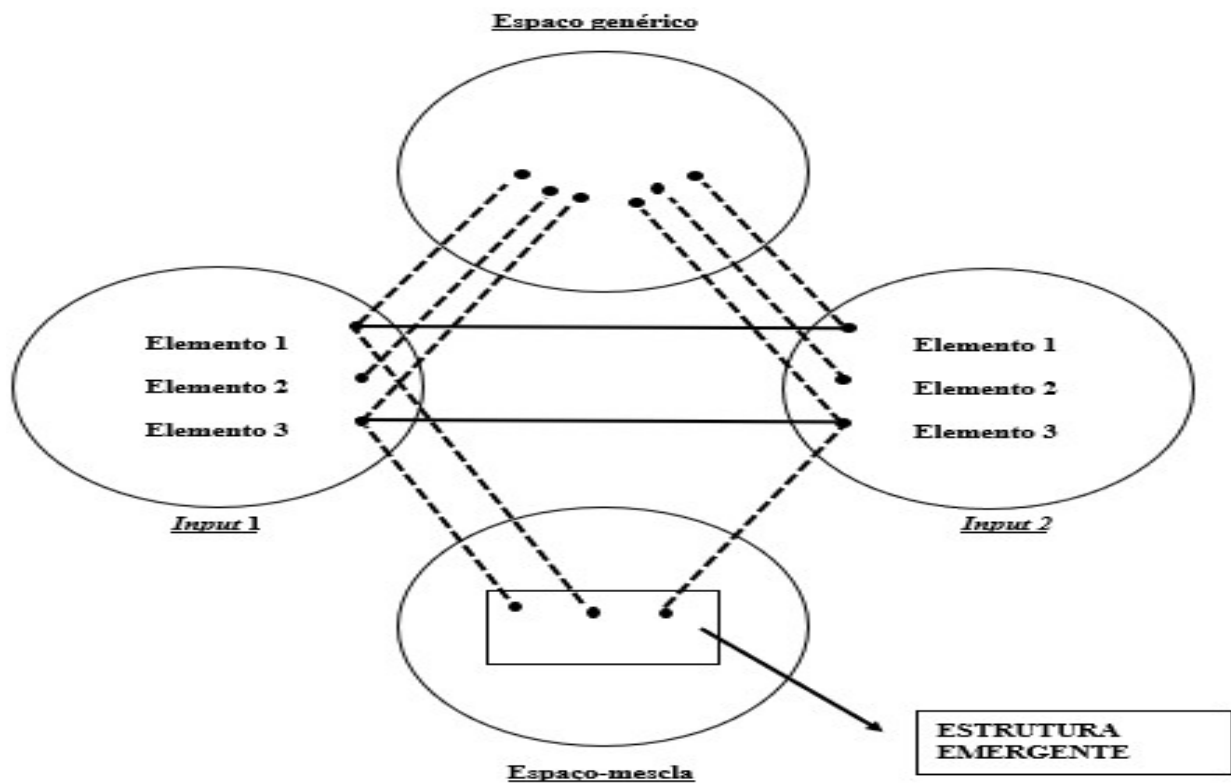 Espaço genérico
Elemento 1
Elemento 2
Elemento 3
Input 1
Elemento 1
Elemento 2
Elemento 3
Input 2
Espaço-mescla
ESTRUTURA
EMERGENTE